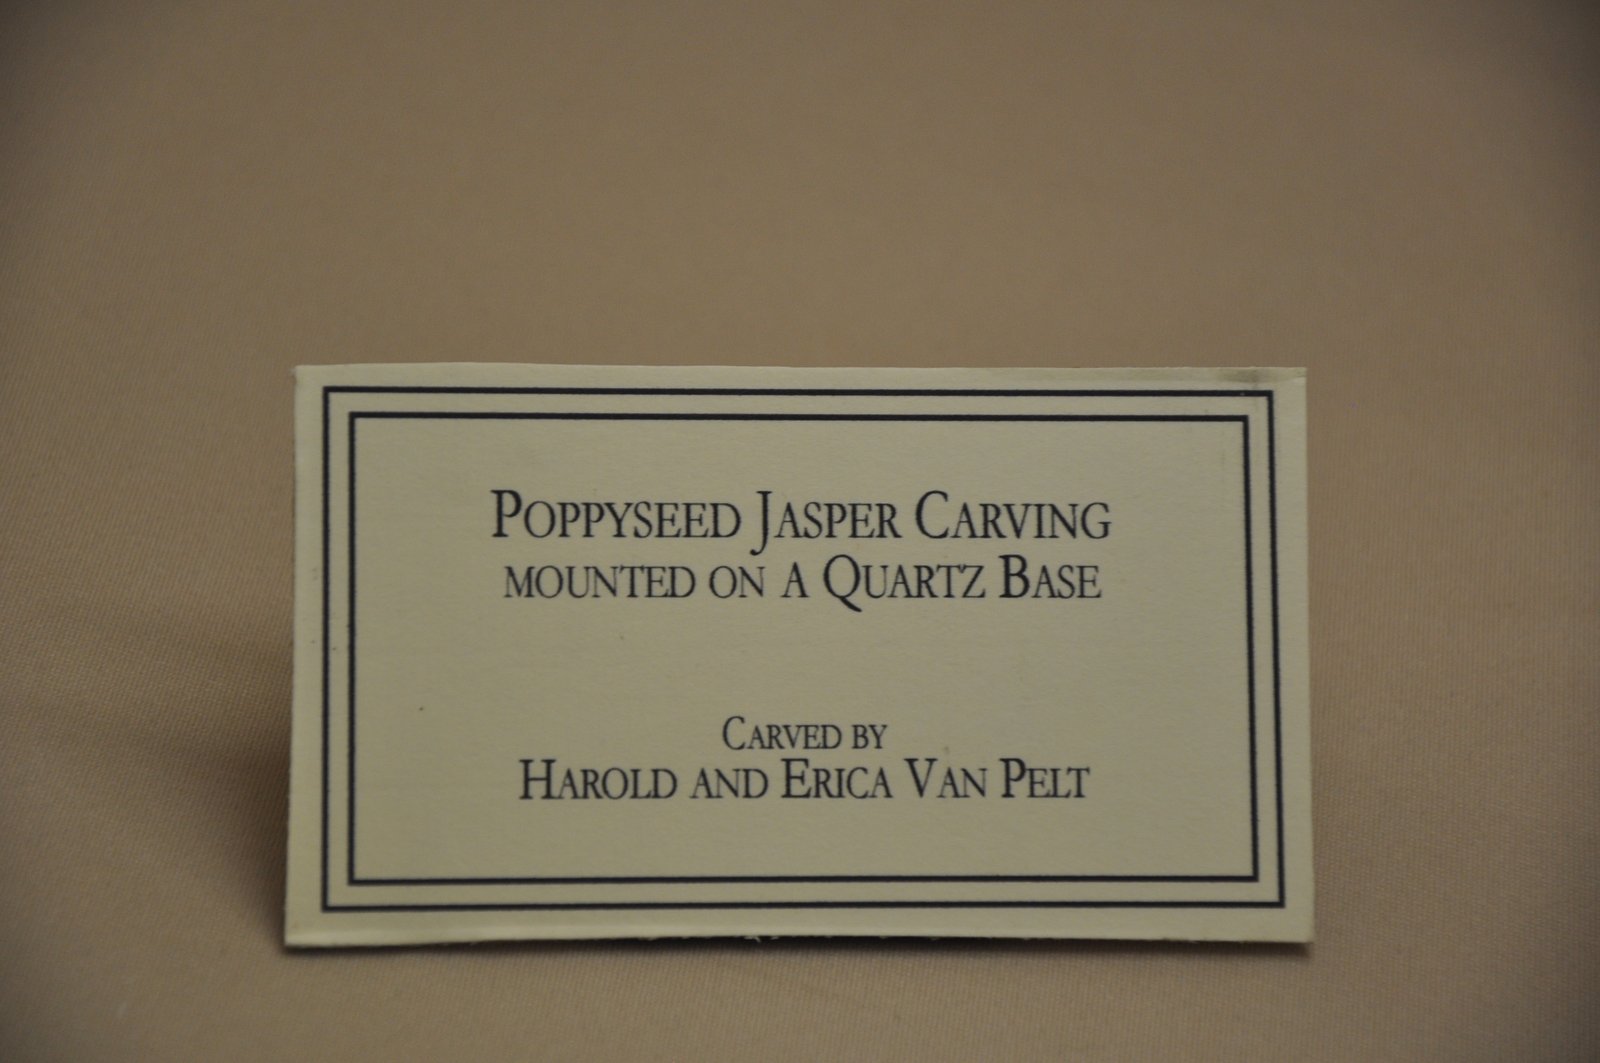 Poppyseed Jasper Carving
mounted on a Quartz Base
Carved by
Harold and Erica Van Pelt